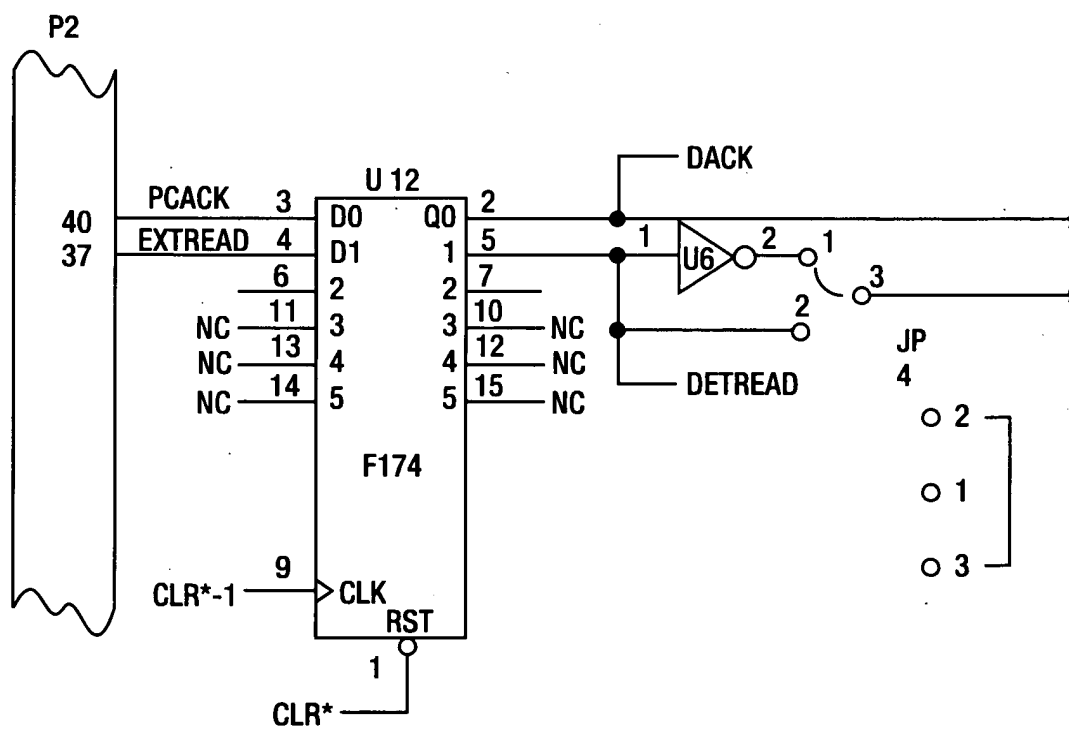 P2
U 12
DACK
40 PCACK 3 D0 Q0 2
37 EXTREAD 4 D1 1 5 1 U6 2 1
6 2 2 7 3
NC 11 3 3 10 NC 2
NC 13 4 4 12 NC DETREAD JP
NC 14 5 5 15 NC 4
2
F174
1
CLR*-1 9 CLK 3
RST
1
CLR*